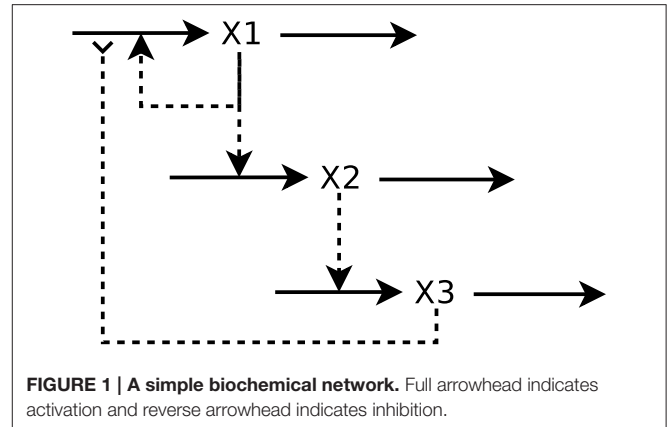 X1
X2
X3
FIGURE 1 | A simple biochemical network. Full arrowhead indicates
activation and reverse arrowhead indicates inhibition.